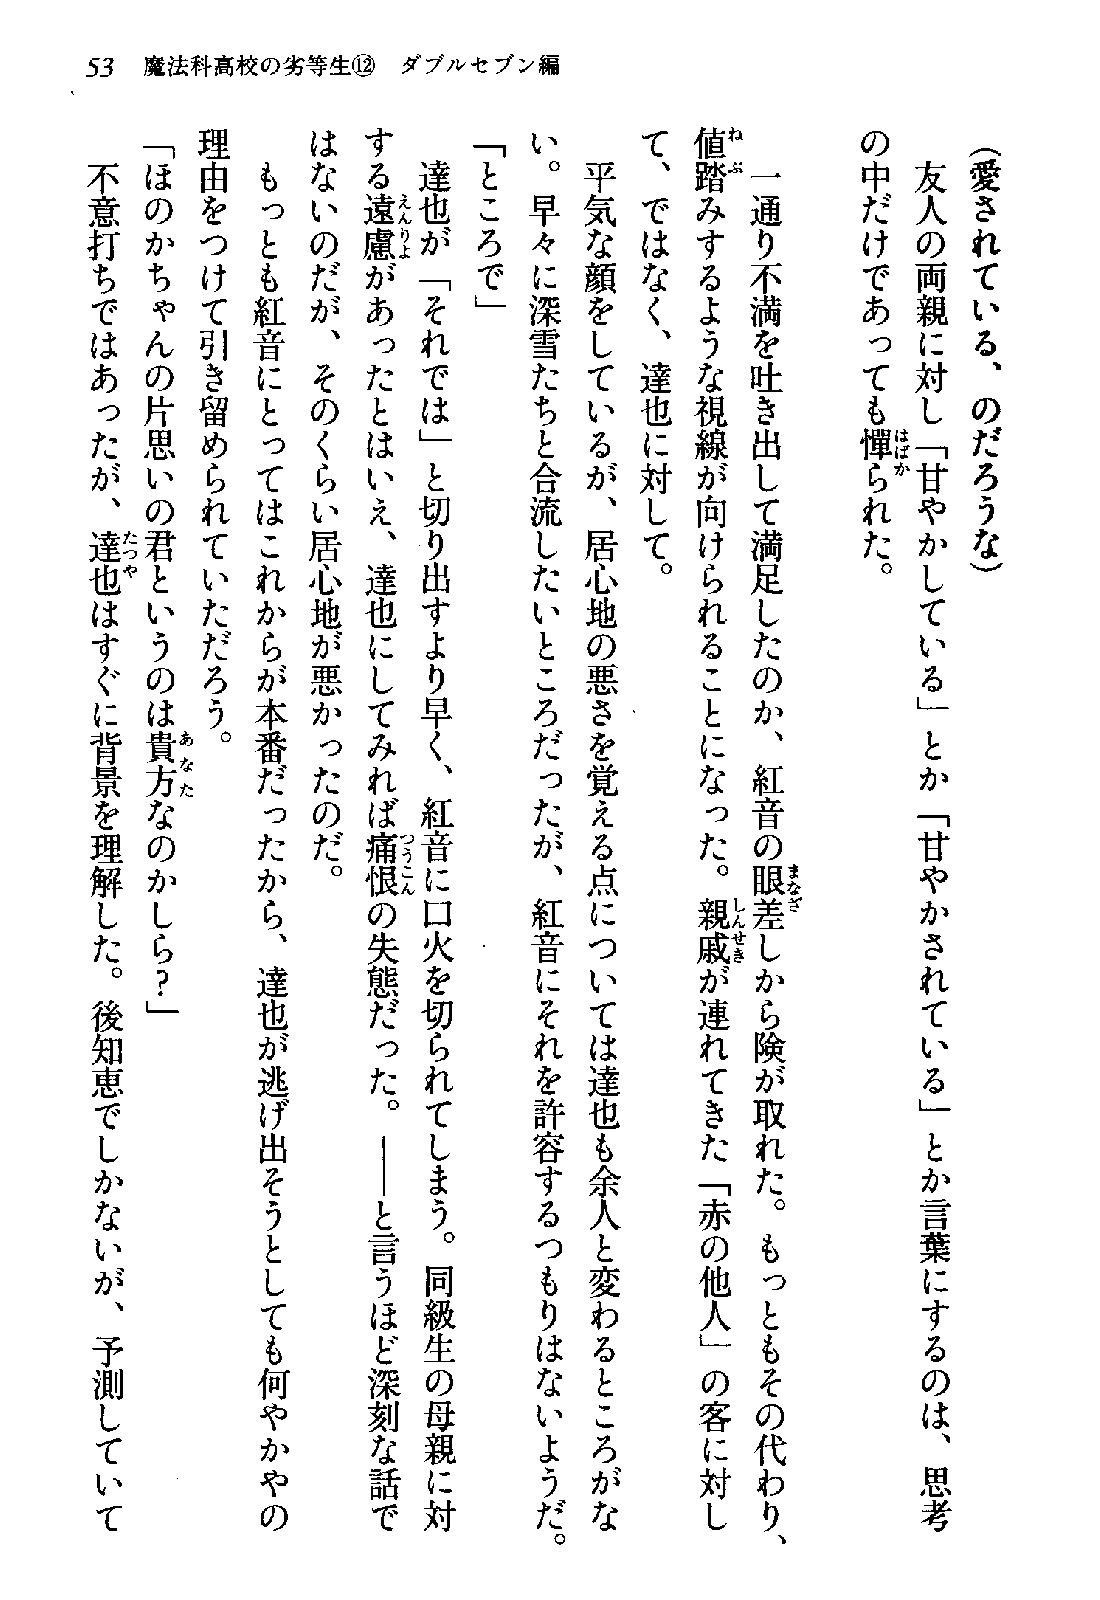 53　魔法科高校の劣等生⑫　ダブルセブン編
（愛されている、のだろうな）
　友人の両親に対し「甘やかしている」とか「甘やかされている」とか言葉にするのは、思考
の中だけであっても憚られた。
　一通り不満を吐き出して満足したのか、紅音の眼差しから険が取れた。もっともその代わり、
値踏みするような視線が向けられることになった。親戚が連れてきた「赤の他人」の客に対し
て、ではなく、達也に対して。
　平気な顔をしているが、居心地の悪さを覚える点については達也も余人と変わるところがな
い。早々に深雪たちと合流したいところだったが、紅音にそれを許容するつもりはないようだ。
「ところで」
　達也が「それでは」と切り出すより早く、紅音に口火を切られてしまう。同級生の母親に対
する遠慮があったとはいえ、達也にしてみれば痛恨の失態だった。――と言うほど深刻な話で
はないのだが、そのくらい居心地が悪かったのだ。
　もっとも紅音にとってはこれからが本番だったから、達也が逃げ出そうとしても何やかやの
理由をつけて引き留められていただろう。
「ほのかちゃんの片思いの君というのは貴方なのかしら？」
　不意打ちではあったが、達也はすぐに背景を理解した。後知恵でしかないが、予測していて